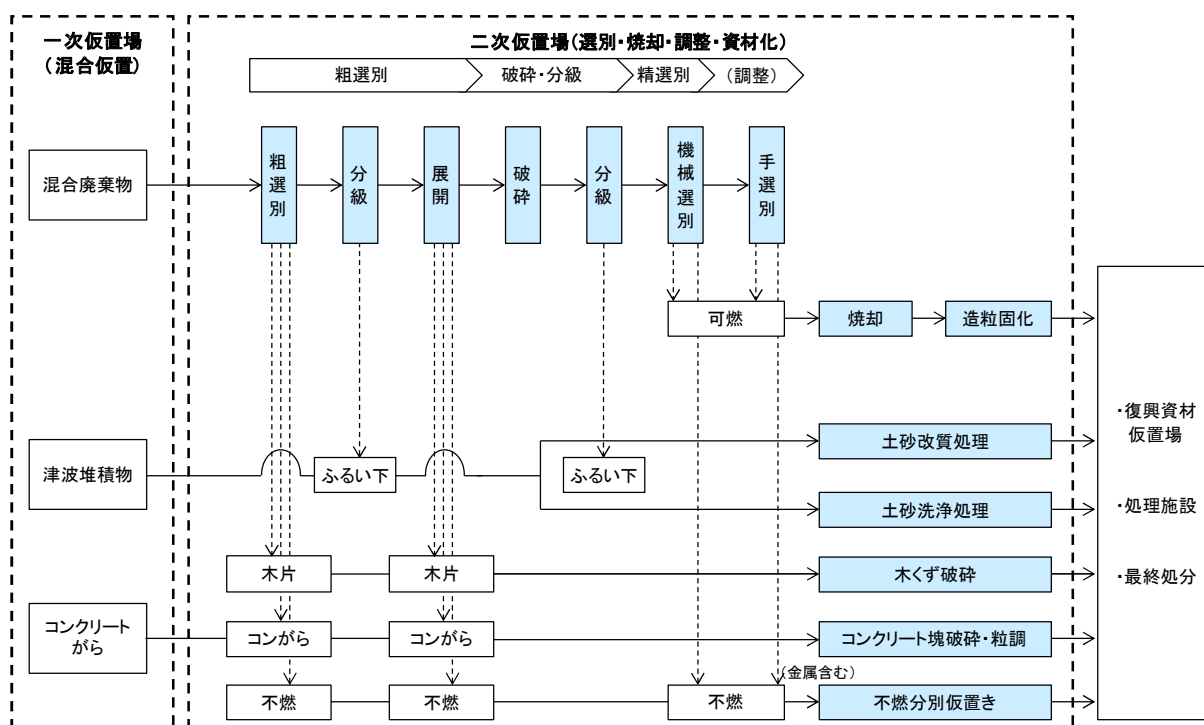 一次仮置場
(混合仮置)
二次仮置場(選別・焼却・調整・資材化)
粗選別
破砕・分級
精選別
(調整)
混合廃棄物
粗選別
分級
展開
破砕
分級
機械選別
手選別
可燃
焼却
造粒固化
津波堆積物
ふるい下
ふるい下
土砂改質処理
土砂洗浄処理
木片
木片
木くず破砕
コンクリート
がら
コンがら
コンがら
コンクリート塊破砕・粒調
不燃
不燃
不燃
(金属含む)
不燃分別仮置き
・復興資材
仮置場
・処理施設
・最終処分